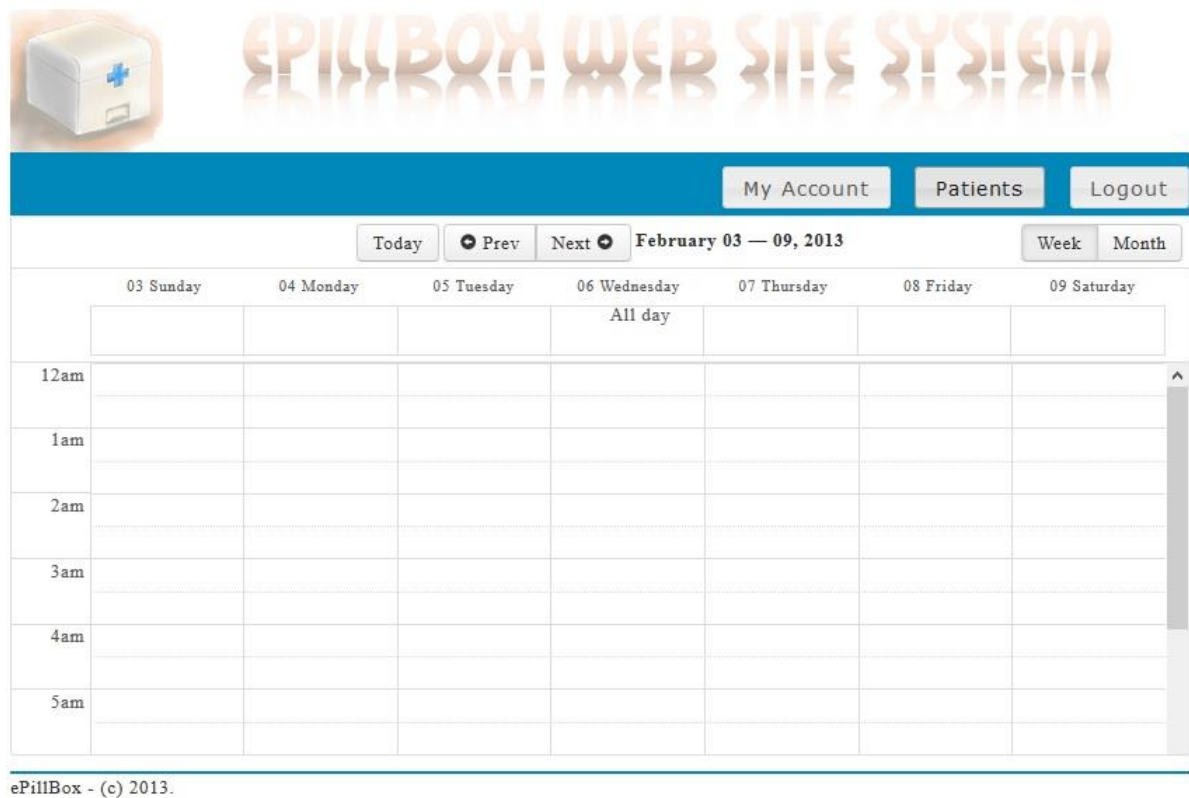 EPILLBOX WEB SITE SYSTEM
My Account Patients Logout
Today Prev Next February 03 — 09, 2013 Week Month
03 Sunday 04 Monday 05 Tuesday 06 Wednesday 07 Thursday 08 Friday 09 Saturday
All day
12am
1am
2am
3am
4am
5am
ePillBox - (c) 2013.